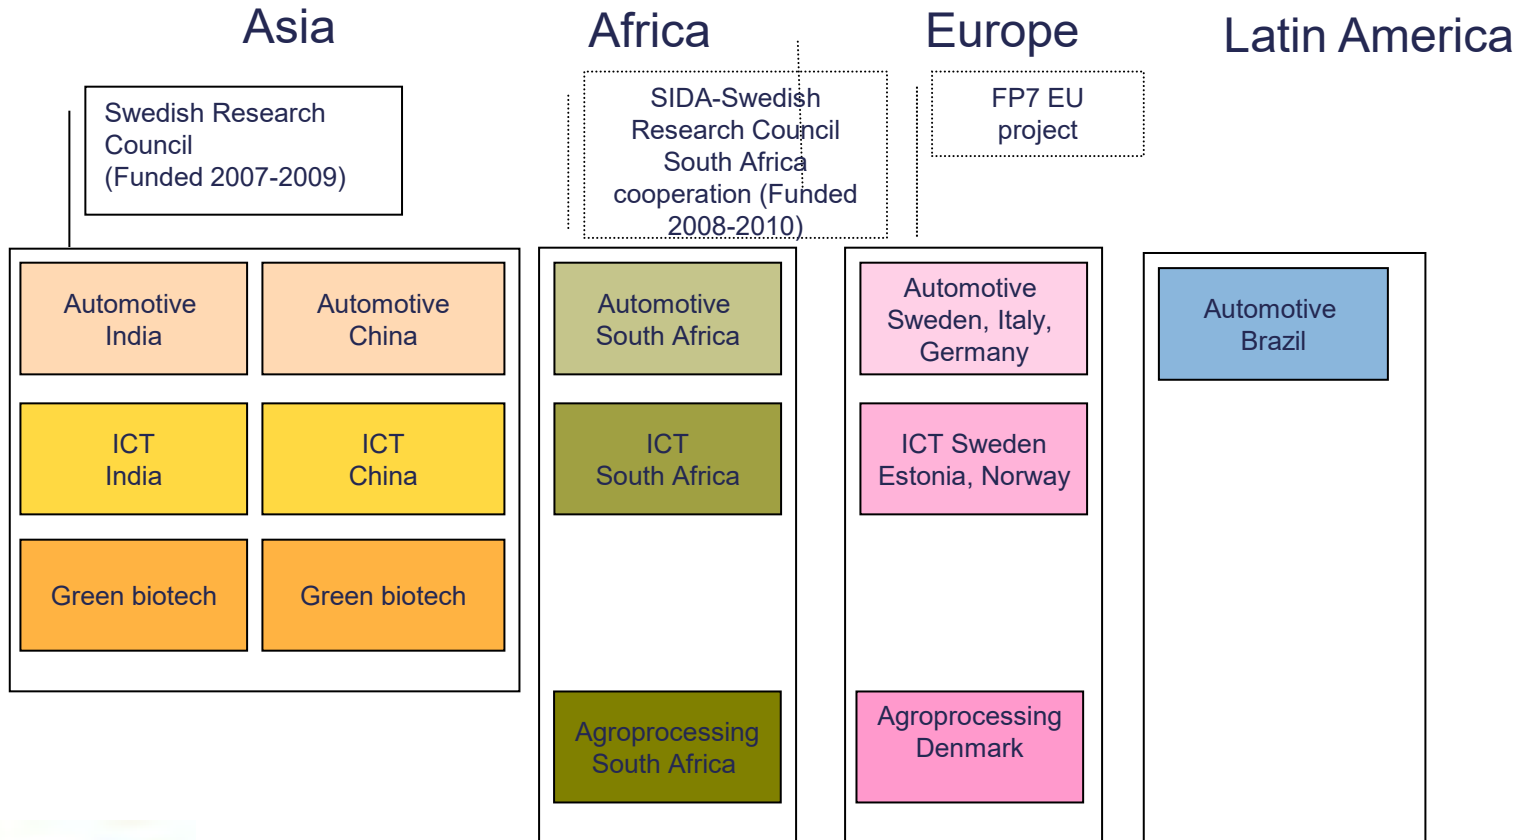 Asia
Africa
Europe
Latin America
Swedish Research
Council
(Funded 2007-2009)
SIDA-Swedish
Research Council
South Africa
cooperation (Funded
2008-2010)
FP7 EU
project
Automotive
India
Automotive
China
Automotive
South Africa
Automotive
Sweden, Italy,
Germany
Automotive
Brazil
ICT
India
ICT
China
ICT
South Africa
ICT Sweden
Estonia, Norway
Green biotech
Green biotech
Agroprocessing
South Africa
Agroprocessing
Denmark